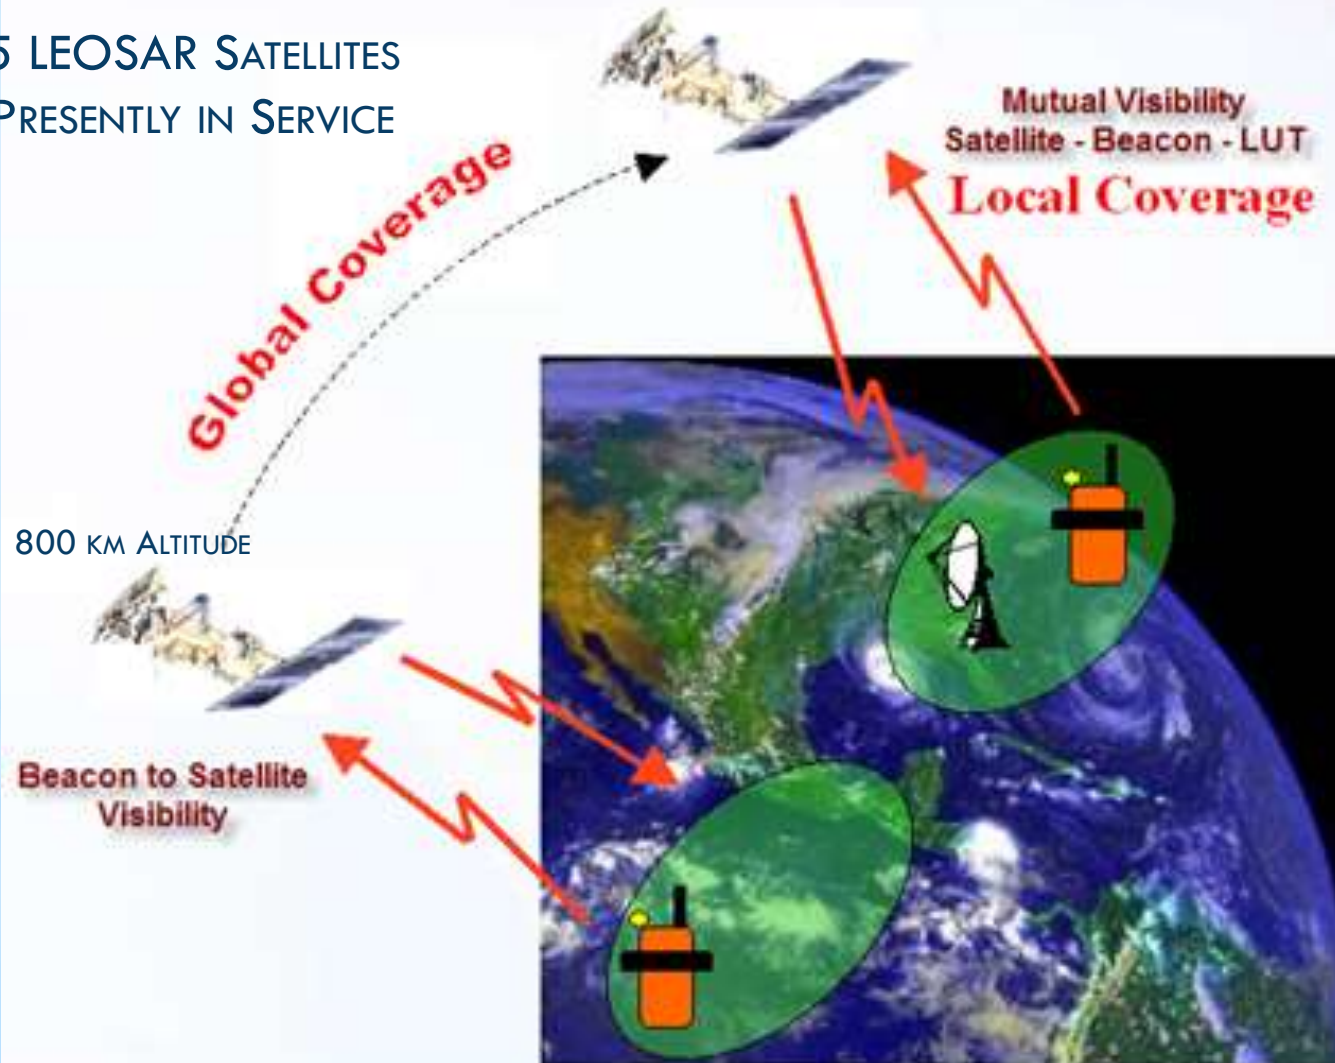 5 LEOSAR SATELLITES
PRESENTLY IN SERVICE
Mutual Visibility
Satellite - Beacon - LUT
Local Coverage
Global Coverage
800 KM ALTITUDE
Beacon to Satellite
Visibility